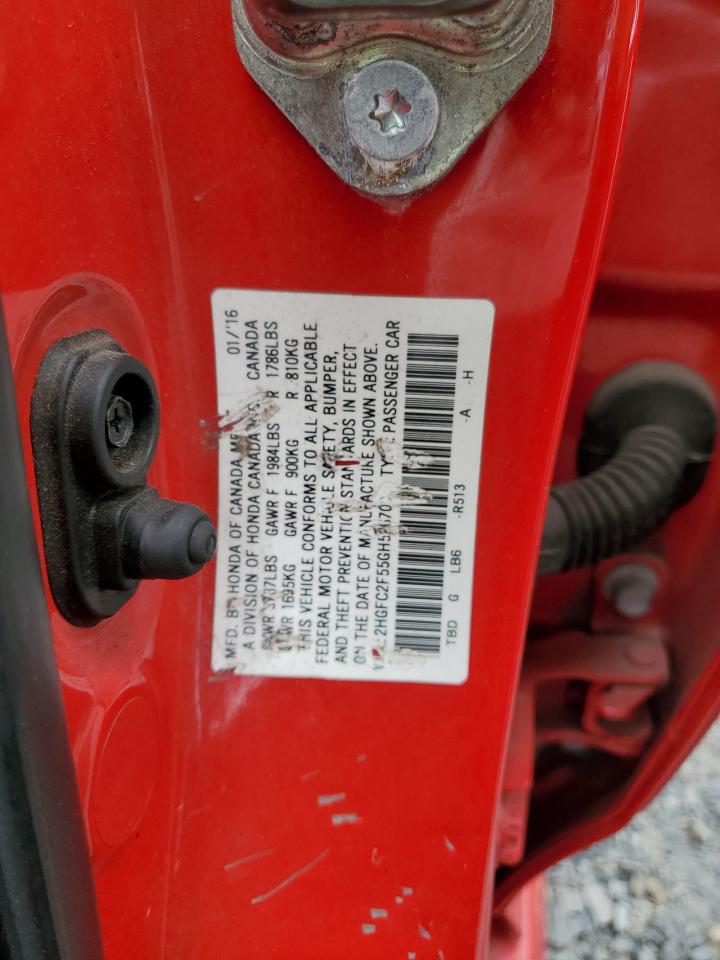 MFD. BY HONDA OF CANADA MFG. 01/'16
A DIVISION OF HONDA CANADA INC. CANADA
GVWR LBS GAWR F 1984LBS R 1786LBS
GVWR 1695KG GAWR F 900KG R 810KG
THIS VEHICLE CONFORMS TO ALL APPLICABLE
FEDERAL MOTOR VEHICLE SAFETY, BUMPER,
AND THEFT PREVENTION STANDARDS IN EFFECT
ON THE DATE OF MANUFACTURE SHOWN ABOVE.
TYPE: PASSENGER CAR
TBD G LB6 -R513 -A -H